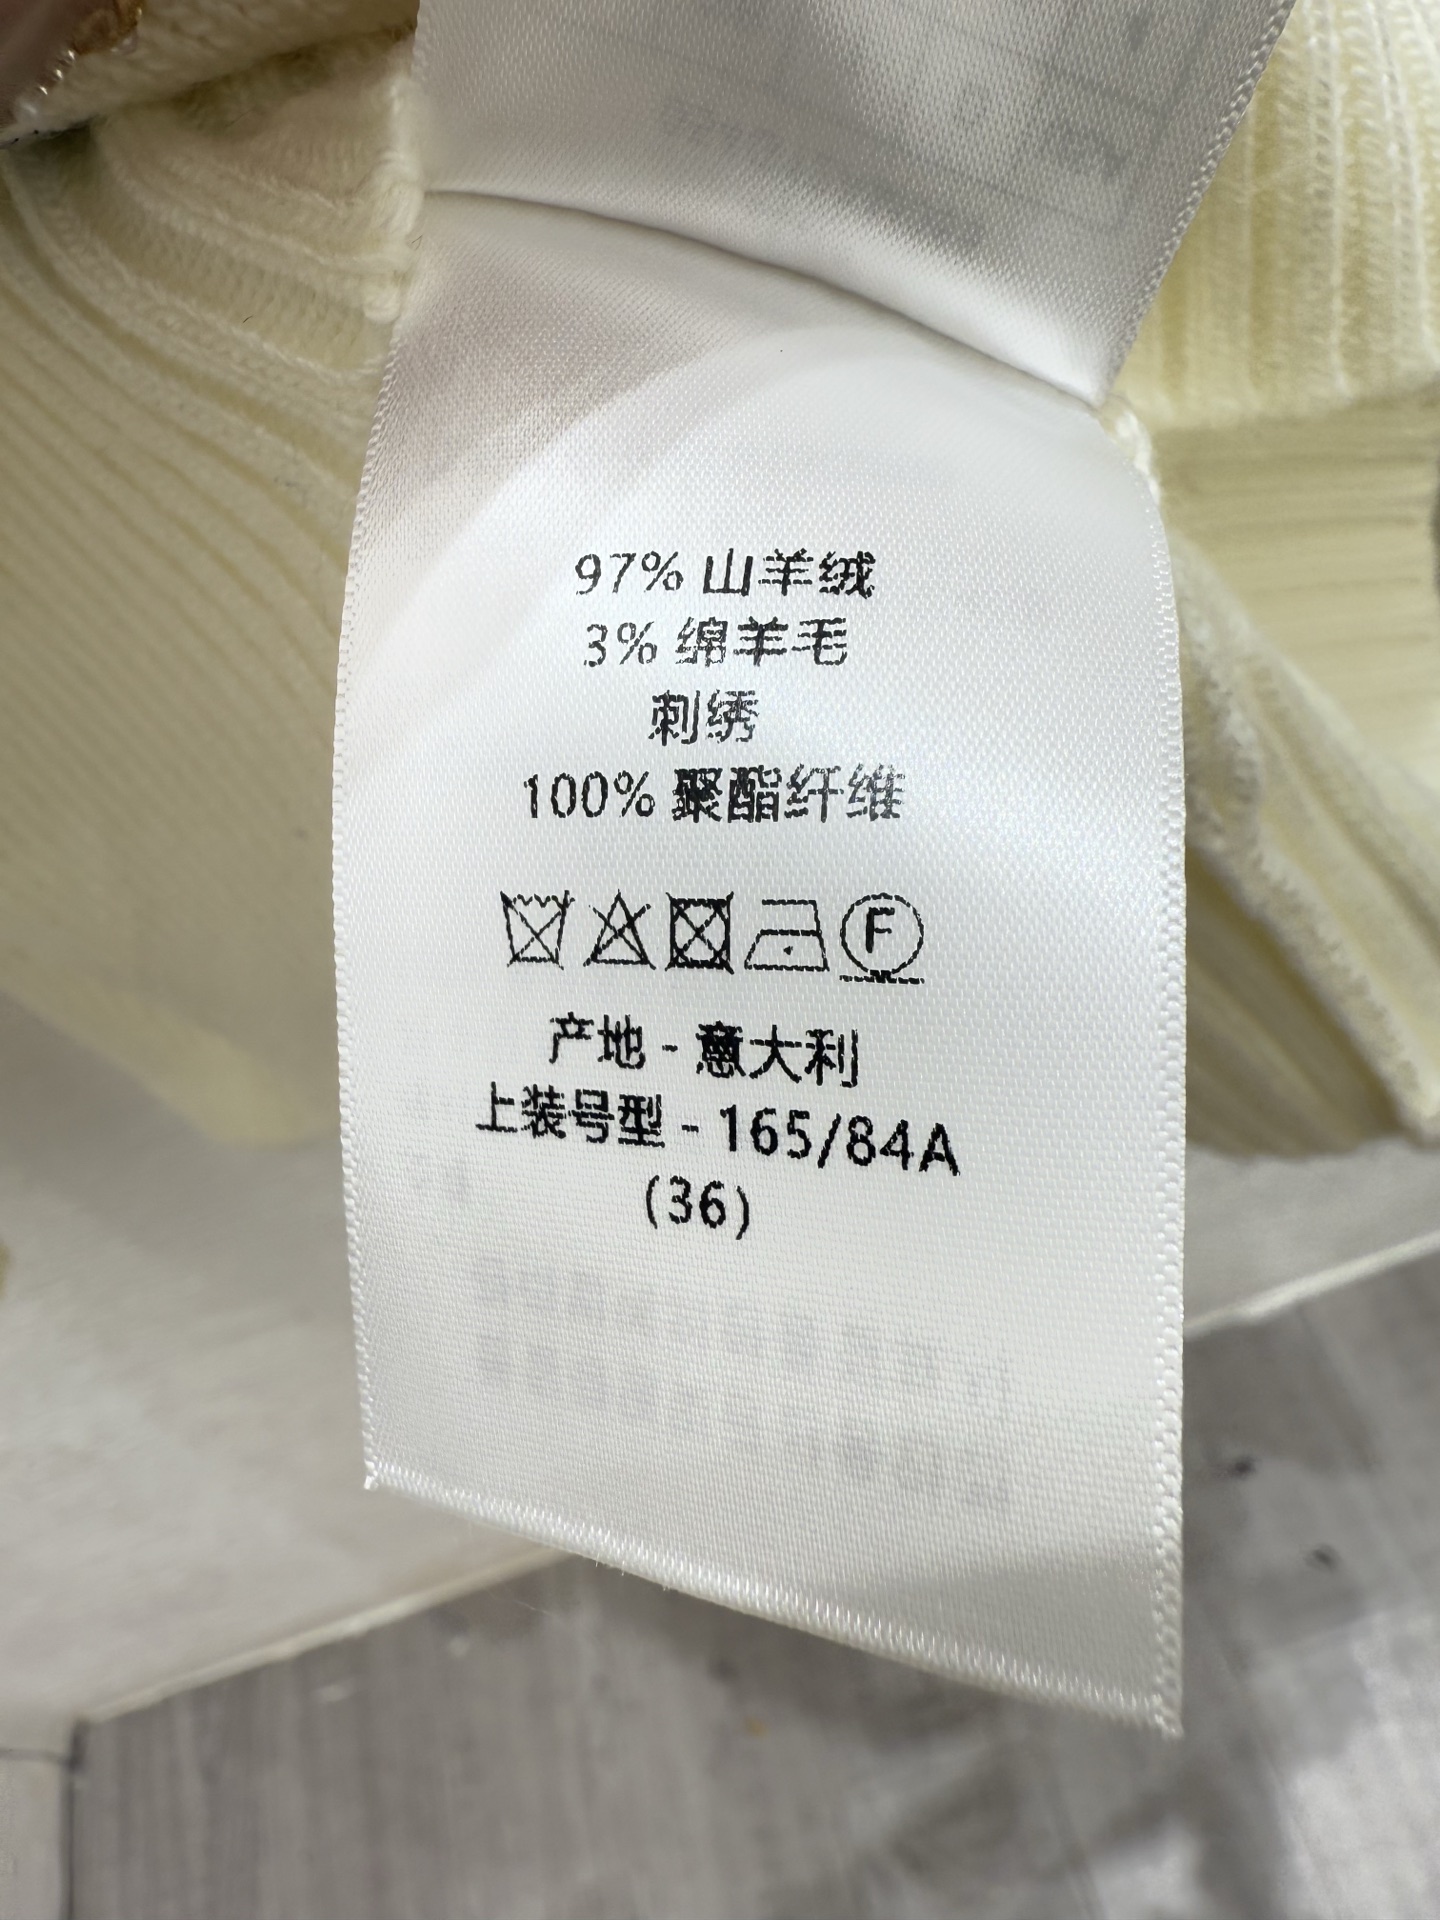 97% 山羊绒
3% 绵羊毛
刺绣
100% 聚酯纤维
F
产地 - 意大利
上装号型 - 165/84A
(36)